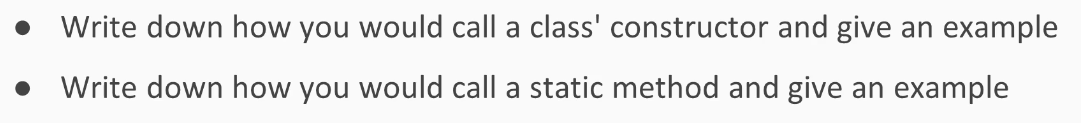 ● Write down how you would call a class' constructor and give an example
● Write down how you would call a static method and give an example